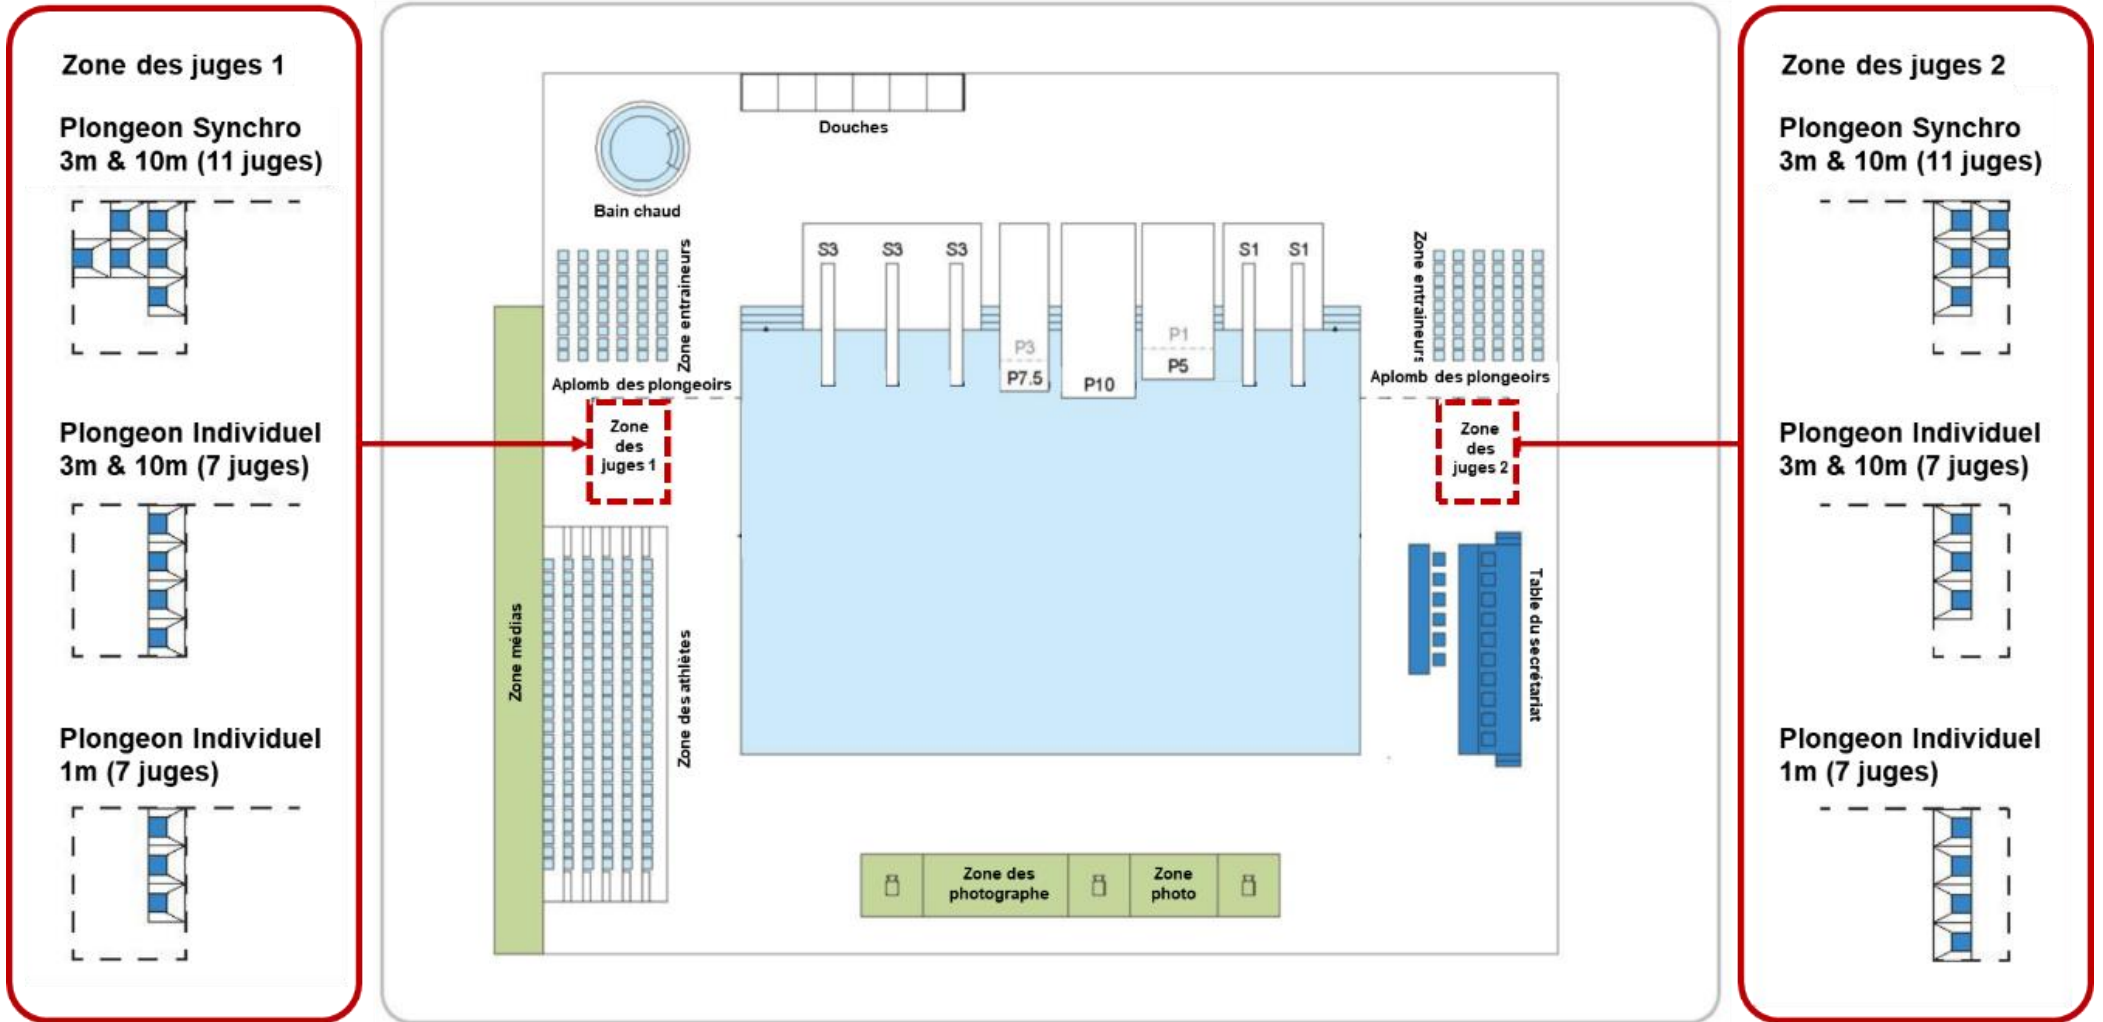 Zone des juges 1
Plongeon Synchro
3m & 10m (11 juges)
Plongeon Individuel
3m & 10m (7 juges)
Plongeon Individuel
1m (7 juges)
Douches
Bain chaud
Zone entraineurs
S3
S3
S3
S1
S1
P3
P7.5
P10
P1
P5
Zone entraineurs
Aplomb des plongeoirs
Aplomb des plongeoirs
Zone
des
juges 1
Zone
des
juges 2
Zone médias
Zone des athlètes
Table du secrétariat
Zone des
photographe
Zone
photo
Zone des juges 2
Plongeon Synchro
3m & 10m (11 juges)
Plongeon Individuel
3m & 10m (7 juges)
Plongeon Individuel
1m (7 juges)